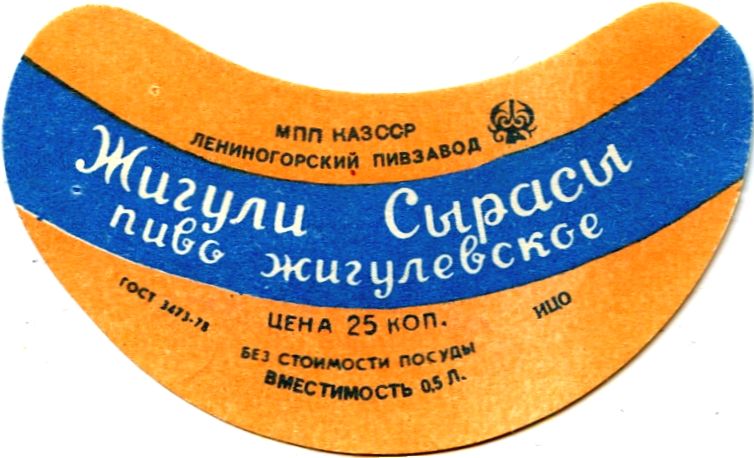 МПП КАЗССР
ЛЕНИНОГОРСКИЙ ПИВЗАВОД
Жигули Сырасы
пиво жигулевское
ГОСТ 3473-78
ЦЕНА 25 КОП.
ИЦО
БЕЗ СТОИМОСТИ ПОСУДЫ
ВМЕСТИМОСТЬ 0,5 Л.